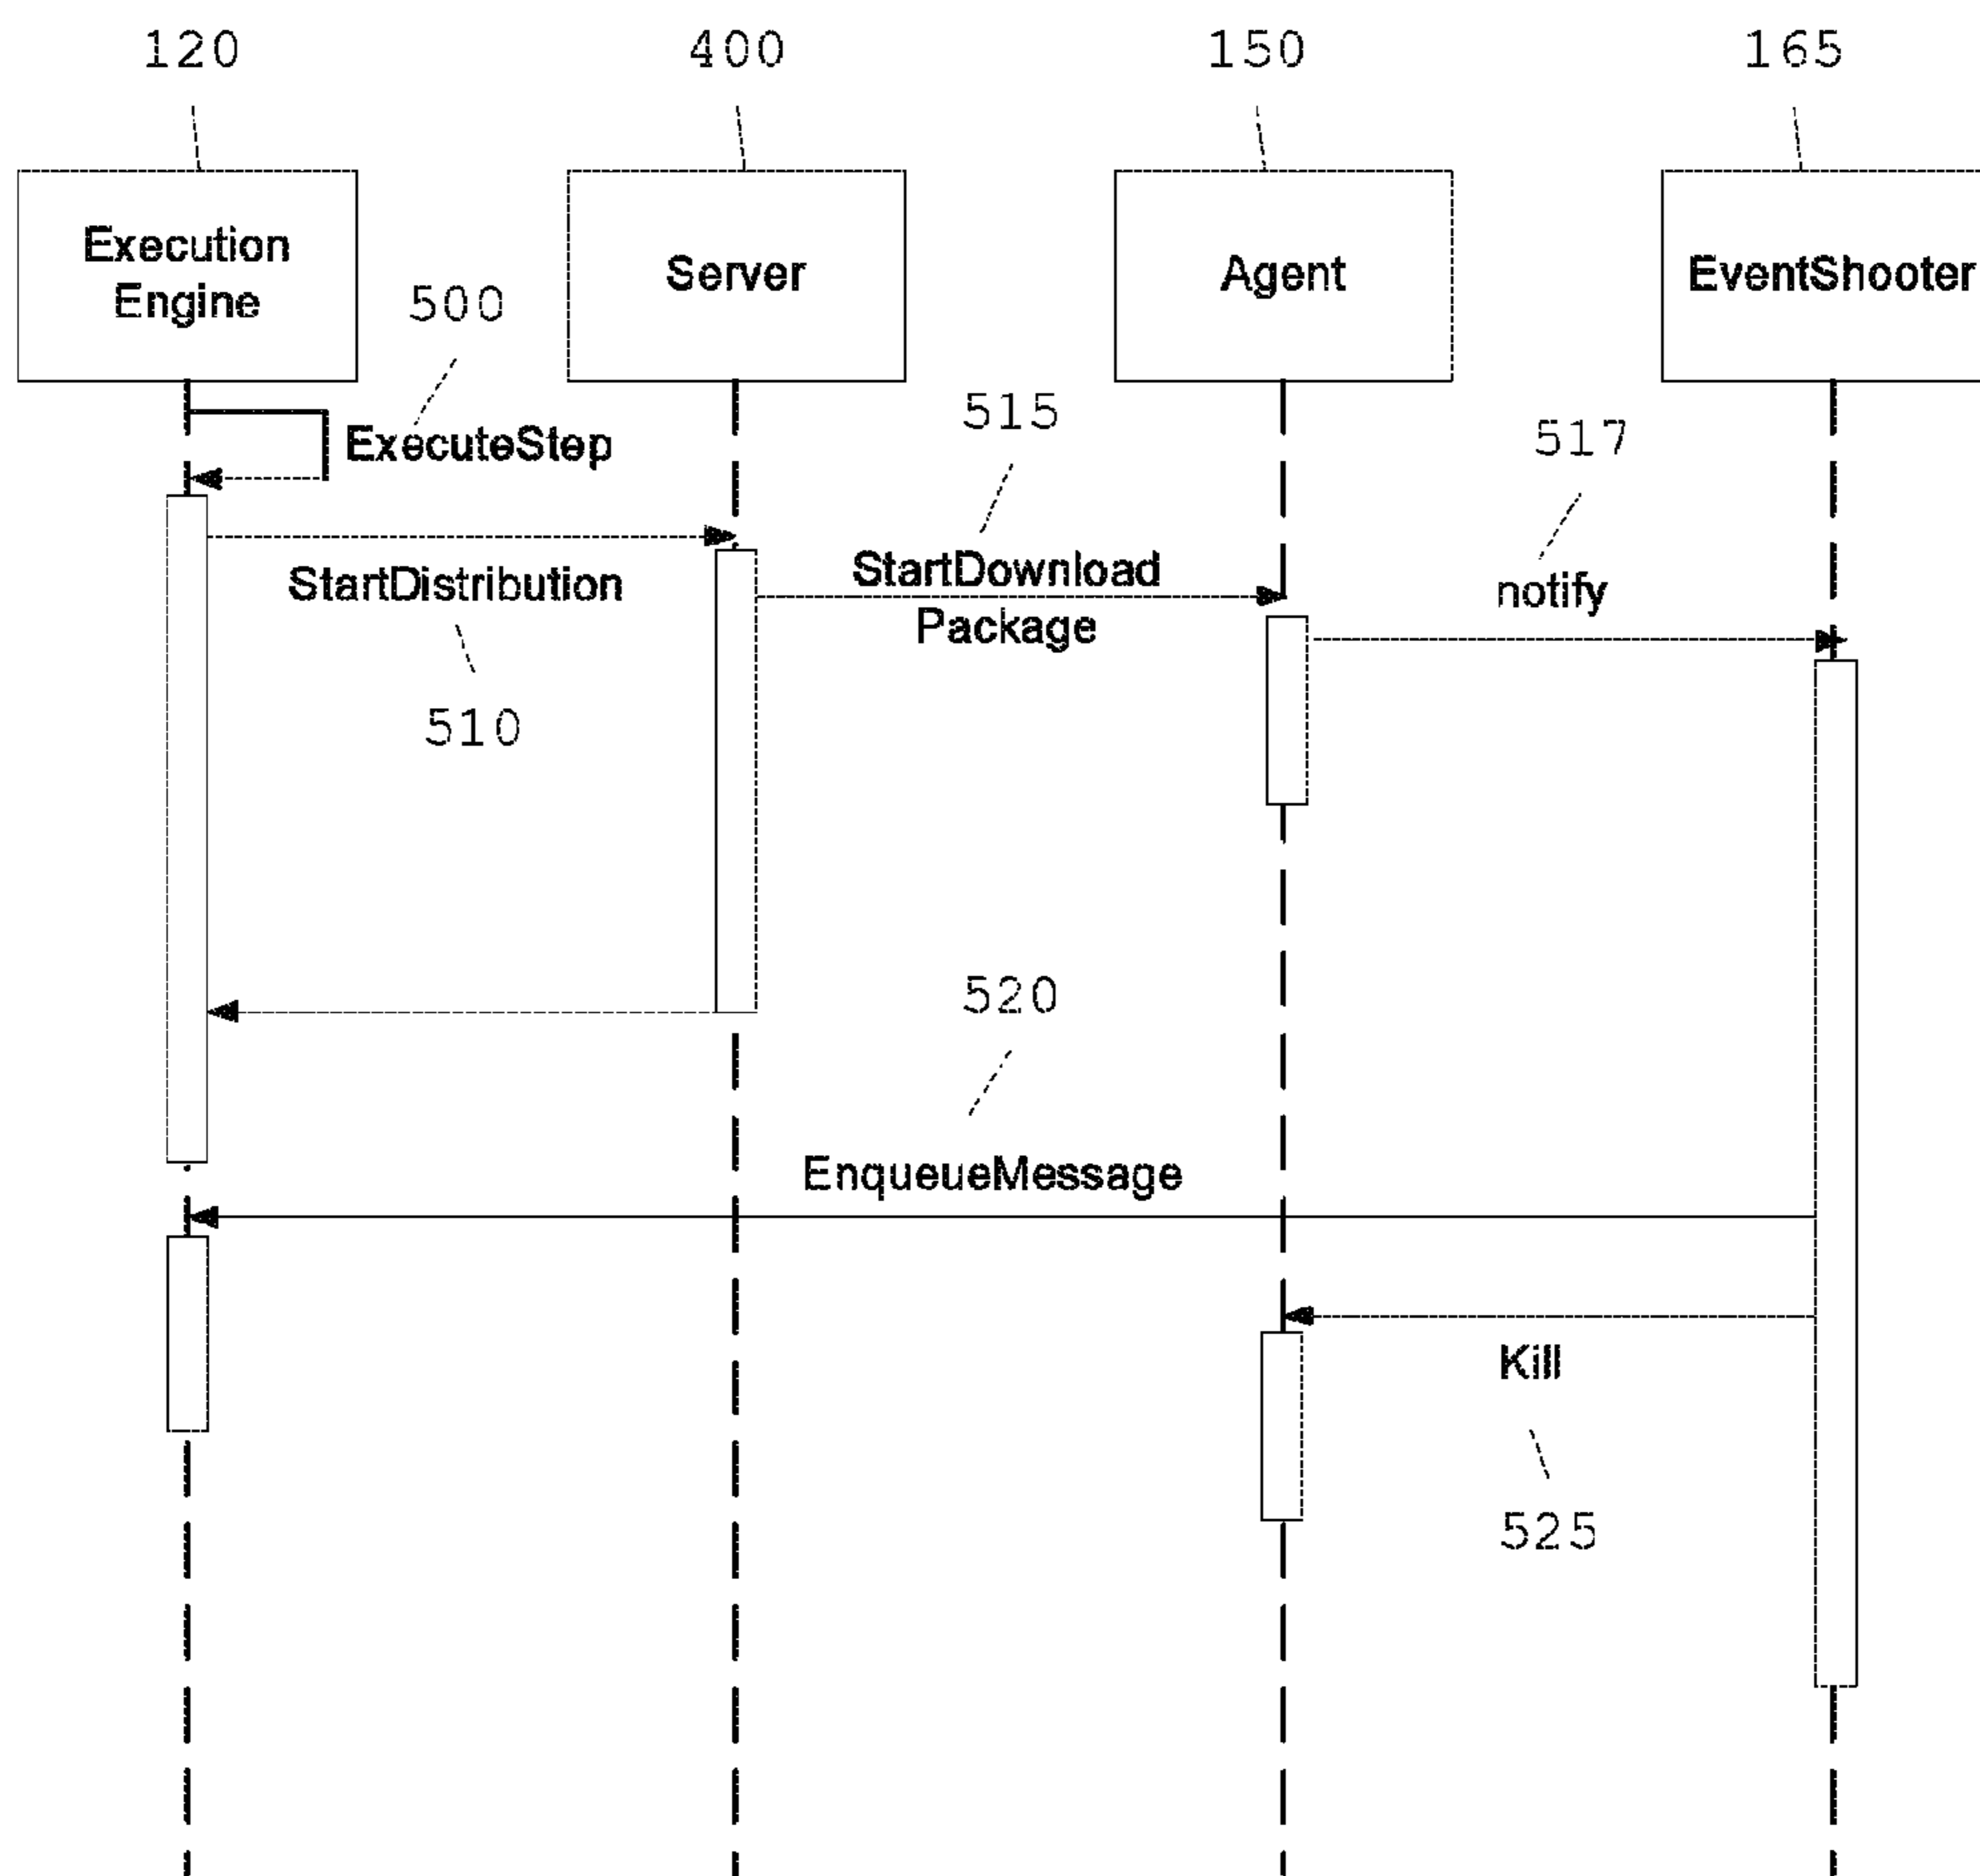 120
400
150
165
Execution
Engine
Server
Agent
EventShooter
500
ExecuteStep
515
517
StartDistribution
StartDownload
Package
notify
510
520
EnqueueMessage
Kill
525